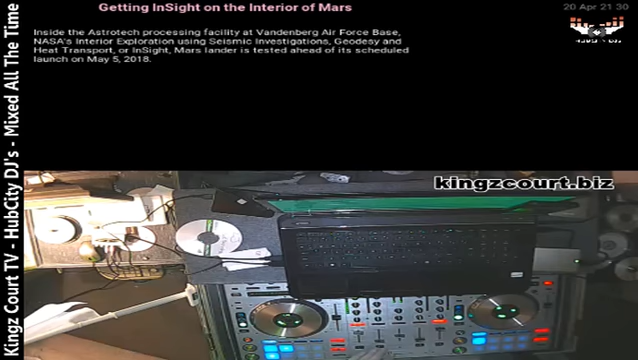 Getting InSight on the Interior of Mars
20 Apr 21:30
Inside the Astrotech processing facility at Vandenberg Air Force Base,
NASA's Interior Exploration using Seismic Investigations, Geodesy and
Heat Transport, or InSight, Mars lander is tested ahead of its scheduled
launch on May 5, 2018.
kingzcourt.biz
Kingz Court TV - HubCity DJ's - Mixed All The Time